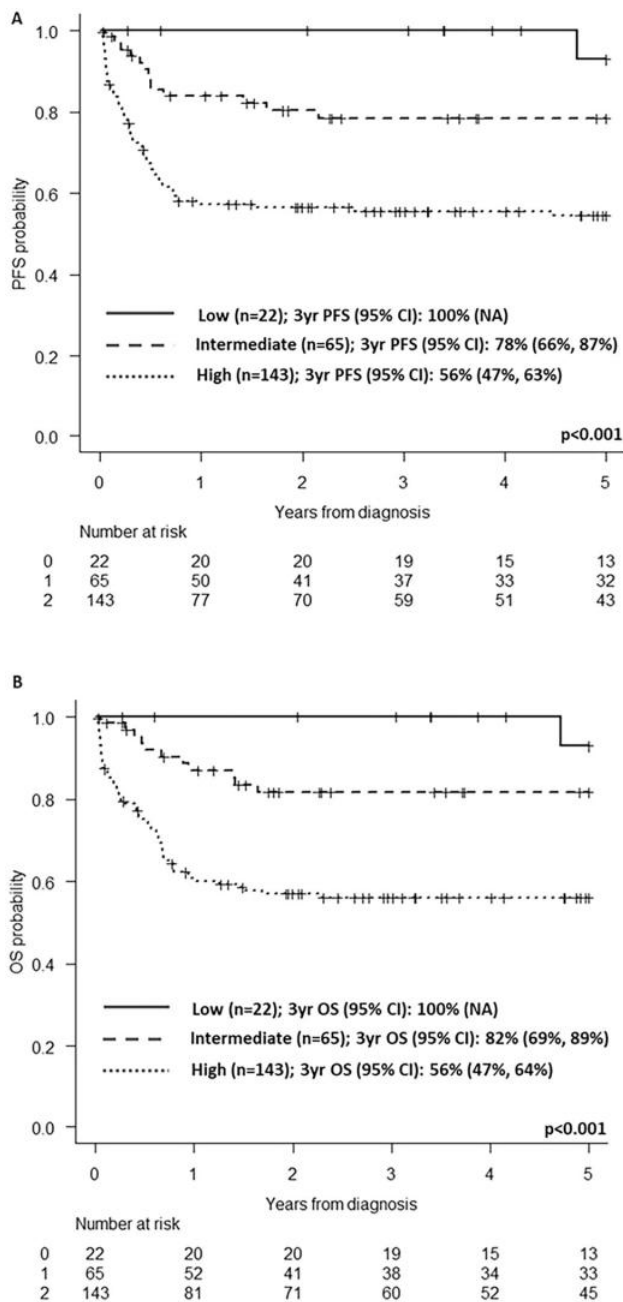 A
1.0
0.8
0.6
0.4
0.2
0.0
PFS probability
Low (n=22); 3yr PFS (95% CI): 100% (NA)
Intermediate (n=65); 3yr PFS (95% CI): 78% (66%, 87%)
High (n=143); 3yr PFS (95% CI): 56% (47%, 63%)
p<0.001
0 1 2 3 4 5
Years from diagnosis
Number at risk
0 22 20 20 19 15 13
1 65 50 41 37 33 32
2 143 77 70 59 51 43
B
1.0
0.8
0.6
0.4
0.2
0.0
OS probability
Low (n=22); 3yr OS (95% CI): 100% (NA)
Intermediate (n=65); 3yr OS (95% CI): 82% (69%, 89%)
High (n=143); 3yr OS (95% CI): 56% (47%, 64%)
p<0.001
0 1 2 3 4 5
Years from diagnosis
Number at risk
0 22 20 20 19 15 13
1 65 52 41 38 34 33
2 143 81 71 60 52 45